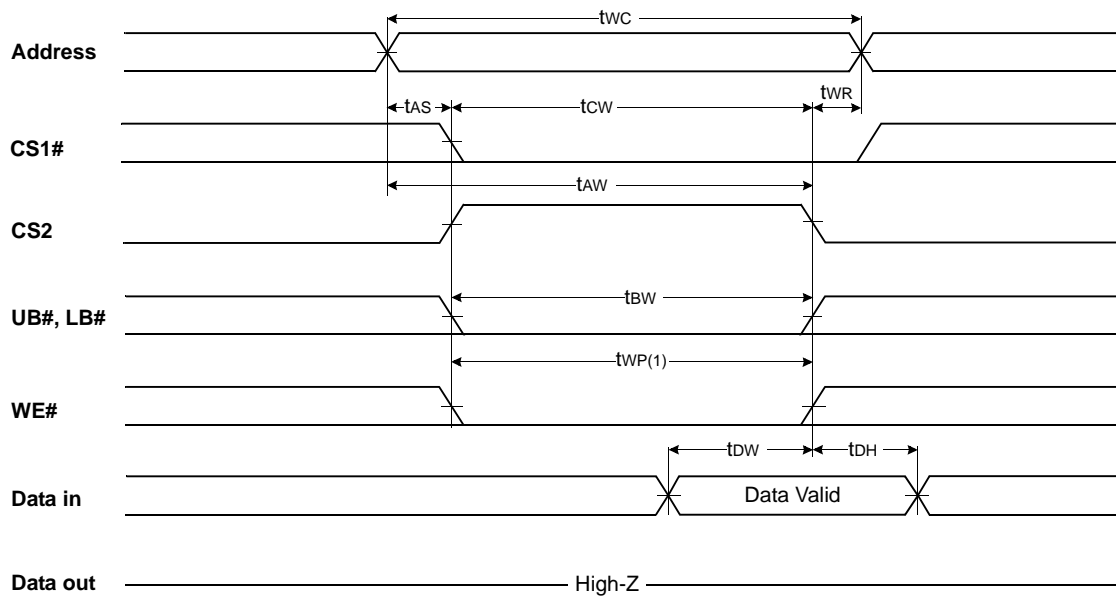 tWC
Address
tWR
tAS
tCW
CS1#
tAW
CS2
tBW
UB#, LB#
tWP(1)
WE#
tDW
tDH
Data in
Data Valid
Data out
High-Z